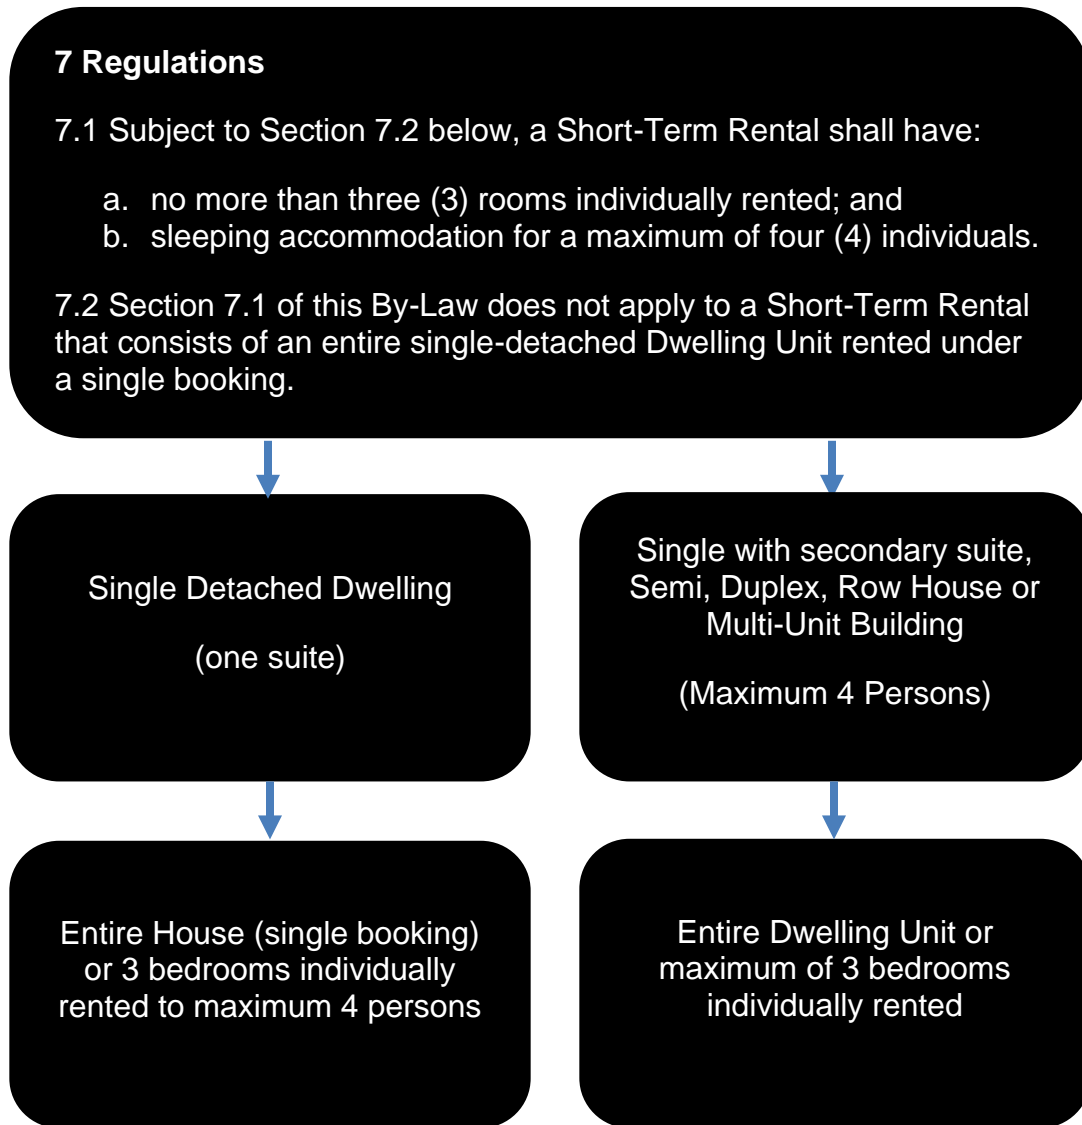 7 Regulations
7.1 Subject to Section 7.2 below, a Short-Term Rental shall have:
a. no more than three (3) rooms individually rented; and
b. sleeping accommodation for a maximum of four (4) individuals.
7.2 Section 7.1 of this By-Law does not apply to a Short-Term Rental
that consists of an entire single-detached Dwelling Unit rented under
a single booking.
Single Detached Dwelling
(one suite)
Single with secondary suite,
Semi, Duplex, Row House or
Multi-Unit Building
(Maximum 4 Persons)
Entire House (single booking)
or 3 bedrooms individually
rented to maximum 4 persons
Entire Dwelling Unit or
maximum of 3 bedrooms
individually rented